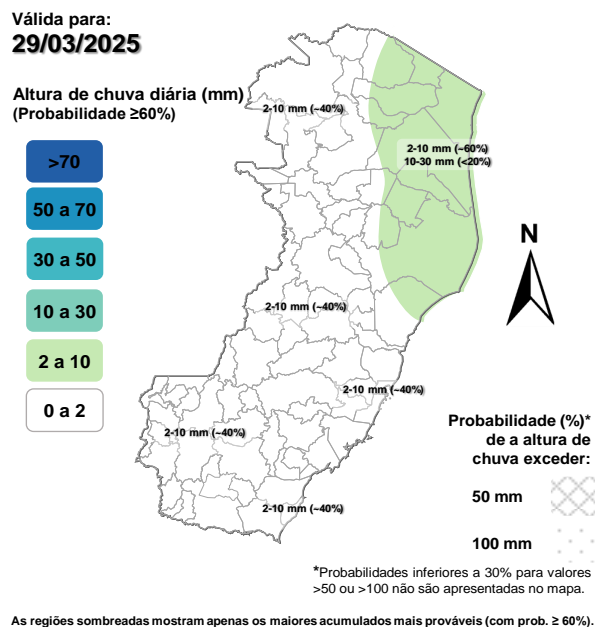 Válida para:
29/03/2025
Altura de chuva diária (mm)
(Probabilidade ≥60%)
>70
50 a 70
30 a 50
10 a 30
2 a 10
0 a 2
2-10 mm (~40%)
2-10 mm (~60%)
10-30 mm (<20%)
2-10 mm (~40%)
2-10 mm (~40%)
2-10 mm (~40%)
2-10 mm (~40%)
N
Probabilidade (%)*
de a altura de
chuva exceder:
50 mm
100 mm
*Probabilidades inferiores a 30% para valores
>50 ou >100 não são apresentadas no mapa.
As regiões sombreadas mostram apenas os maiores acumulados mais prováveis (com prob. ≥ 60%).